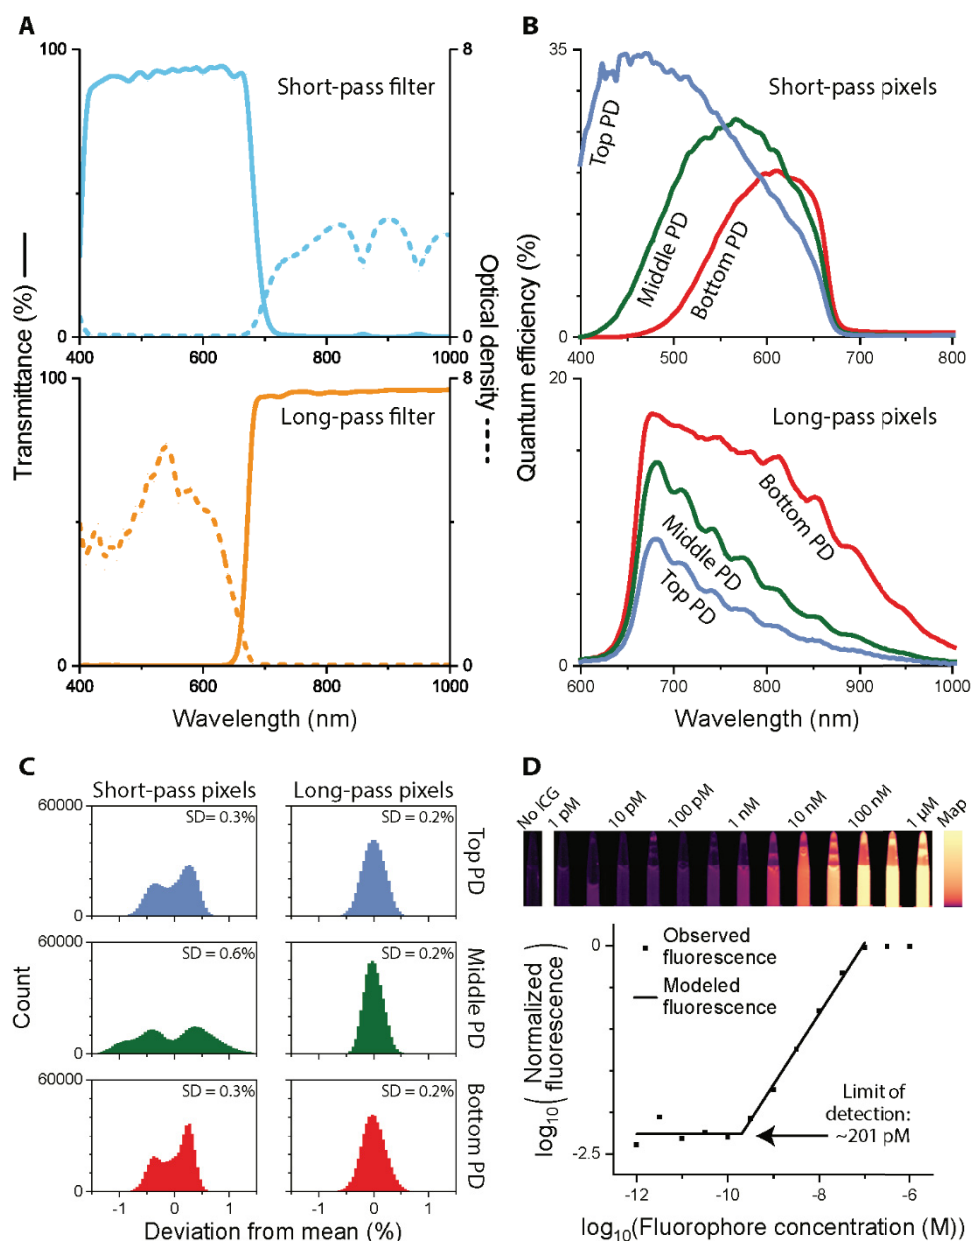 A
B
100
8
Short-pass filter
Transmittance (%)
Optical density
0
0
400
600
800
1000
100
8
Long-pass filter
0
0
400
600
800
1000
Wavelength (nm)
35
Short-pass pixels
Top PD
Middle PD
Bottom PD
Quantum efficiency (%)
0
400
500
600
700
800
20
Long-pass pixels
Bottom PD
Middle PD
Top PD
0
600
700
800
900
1000
Wavelength (nm)
C
Short-pass pixels
Long-pass pixels
60000
SD= 0.3%
SD = 0.2%
Top PD
0
60000
SD = 0.6%
SD = 0.2%
Middle PD
Count
0
60000
SD = 0.3%
SD = 0.2%
Bottom PD
0
-1
0
1
-1
0
1
Deviation from mean (%)
D
No ICG
1 pM
10 pM
100 pM
1 nM
10 nM
100 nM
1 µM
Map
0
Observed
fluorescence
Modeled
fluorescence
log10(Normalized
fluorescence)
Limit of
detection:
~201 pM
-2.5
-12
-10
-8
-6
log10(Fluorophore concentration (M))